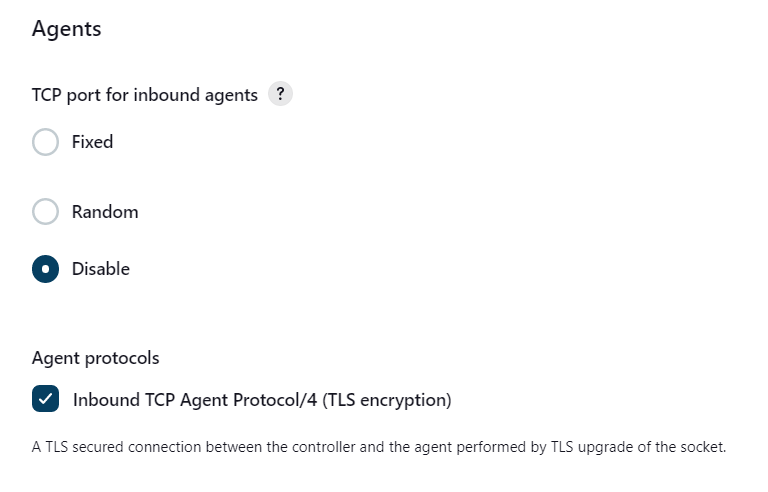 Agents
TCP port for inbound agents ?
Fixed
Random
Disable
Agent protocols
Inbound TCP Agent Protocol/4 (TLS encryption)
A TLS secured connection between the controller and the agent performed by TLS upgrade of the socket.